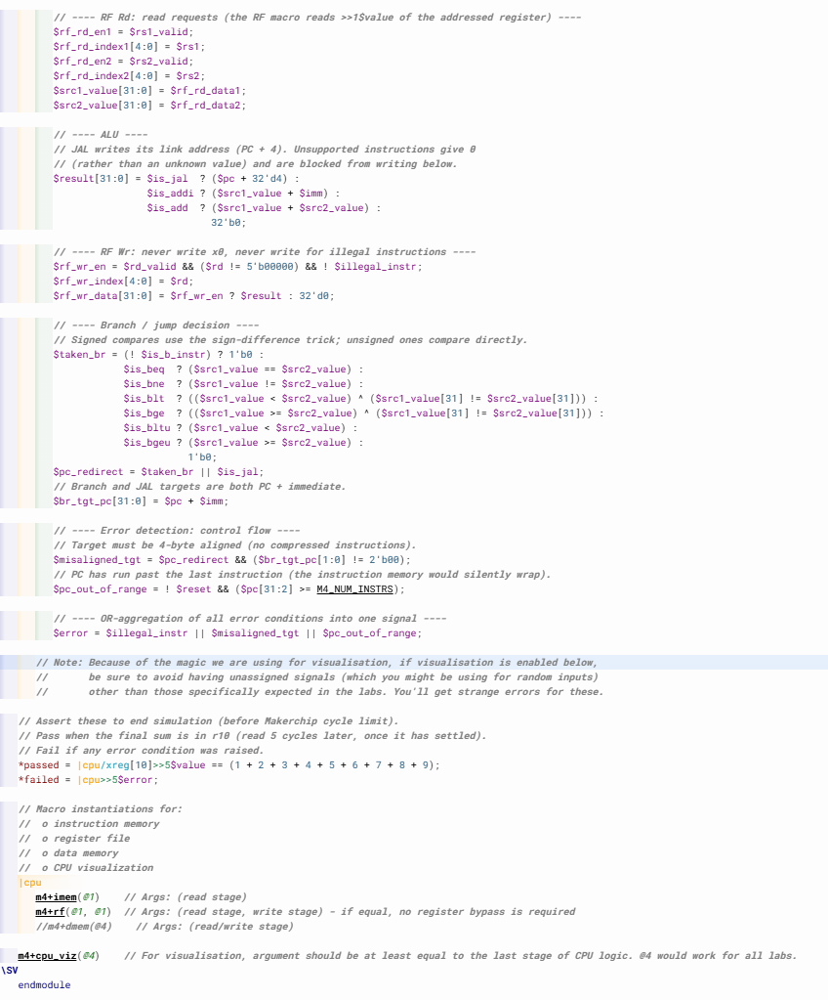 // ---- RF Rd: read requests (the RF macro reads >>1$value of the addressed register) ----
$rf_rd_en1 = $rs1_valid;
$rf_rd_index1[4:0] = $rs1;
$rf_rd_en2 = $rs2_valid;
$rf_rd_index2[4:0] = $rs2;
$src1_value[31:0] = $rf_rd_data1;
$src2_value[31:0] = $rf_rd_data2;
// ---- ALU ----
// JAL writes its link address (PC + 4). Unsupported instructions give 0
// (rather than an unknown value) and are blocked from writing below.
$result[31:0] = $is_jal  ? ($pc + 32'd4) :
$is_addi ? ($src1_value + $imm) :
$is_add  ? ($src1_value + $src2_value) :
32'b0;
// ---- RF Wr: never write x0, never write for illegal instructions ----
$rf_wr_en = $rd_valid && ($rd != 5'b00000) && ! $illegal_instr;
$rf_wr_index[4:0] = $rd;
$rf_wr_data[31:0] = $rf_wr_en ? $result : 32'd0;
// ---- Branch / jump decision ----
// Signed compares use the sign-difference trick; unsigned ones compare directly.
$taken_br = (! $is_b_instr) ? 1'b0 :
$is_beq  ? ($src1_value == $src2_value) :
$is_bne  ? ($src1_value != $src2_value) :
$is_blt  ? (($src1_value < $src2_value) ^ ($src1_value[31] != $src2_value[31])) :
$is_bge  ? (($src1_value >= $src2_value) ^ ($src1_value[31] != $src2_value[31])) :
$is_bltu ? ($src1_value < $src2_value) :
$is_bgeu ? ($src1_value >= $src2_value) :
1'b0;
$pc_redirect = $taken_br || $is_jal;
// Branch and JAL targets are both PC + immediate.
$br_tgt_pc[31:0] = $pc + $imm;
// ---- Error detection: control flow ----
// Target must be 4-byte aligned (no compressed instructions).
$misaligned_tgt = $pc_redirect && ($br_tgt_pc[1:0] != 2'b00);
// PC has run past the last instruction (the instruction memory would silently wrap).
$pc_out_of_range = ! $reset && ($pc[31:2] >= M4_NUM_INSTRS);
// ---- OR-aggregation of all error conditions into one signal ----
$error = $illegal_instr || $misaligned_tgt || $pc_out_of_range;
// Note: Because of the magic we are using for visualisation, if visualisation is enabled below,
//       be sure to avoid having unassigned signals (which you might be using for random inputs)
//       other than those specifically expected in the labs. You'll get strange errors for these.
// Assert these to end simulation (before Makerchip cycle limit).
// Pass when the final sum is in r10 (read 5 cycles later, once it has settled).
// Fail if any error condition was raised.
*passed = |cpu/xreg[10]>>5$value == (1 + 2 + 3 + 4 + 5 + 6 + 7 + 8 + 9);
*failed = |cpu>>5$error;
// Macro instantiations for:
//  o instruction memory
//  o register file
//  o data memory
//  o CPU visualization
|cpu
m4+imem(@1)    // Args: (read stage)
m4+rf(@1, @1)  // Args: (read stage, write stage) - if equal, no register bypass is required
//m4+dmem(@4)    // Args: (read/write stage)
m4+cpu_viz(@4)    // For visualisation, argument should be at least equal to the last stage of CPU logic. @4 would work for all labs.
\SV
endmodule